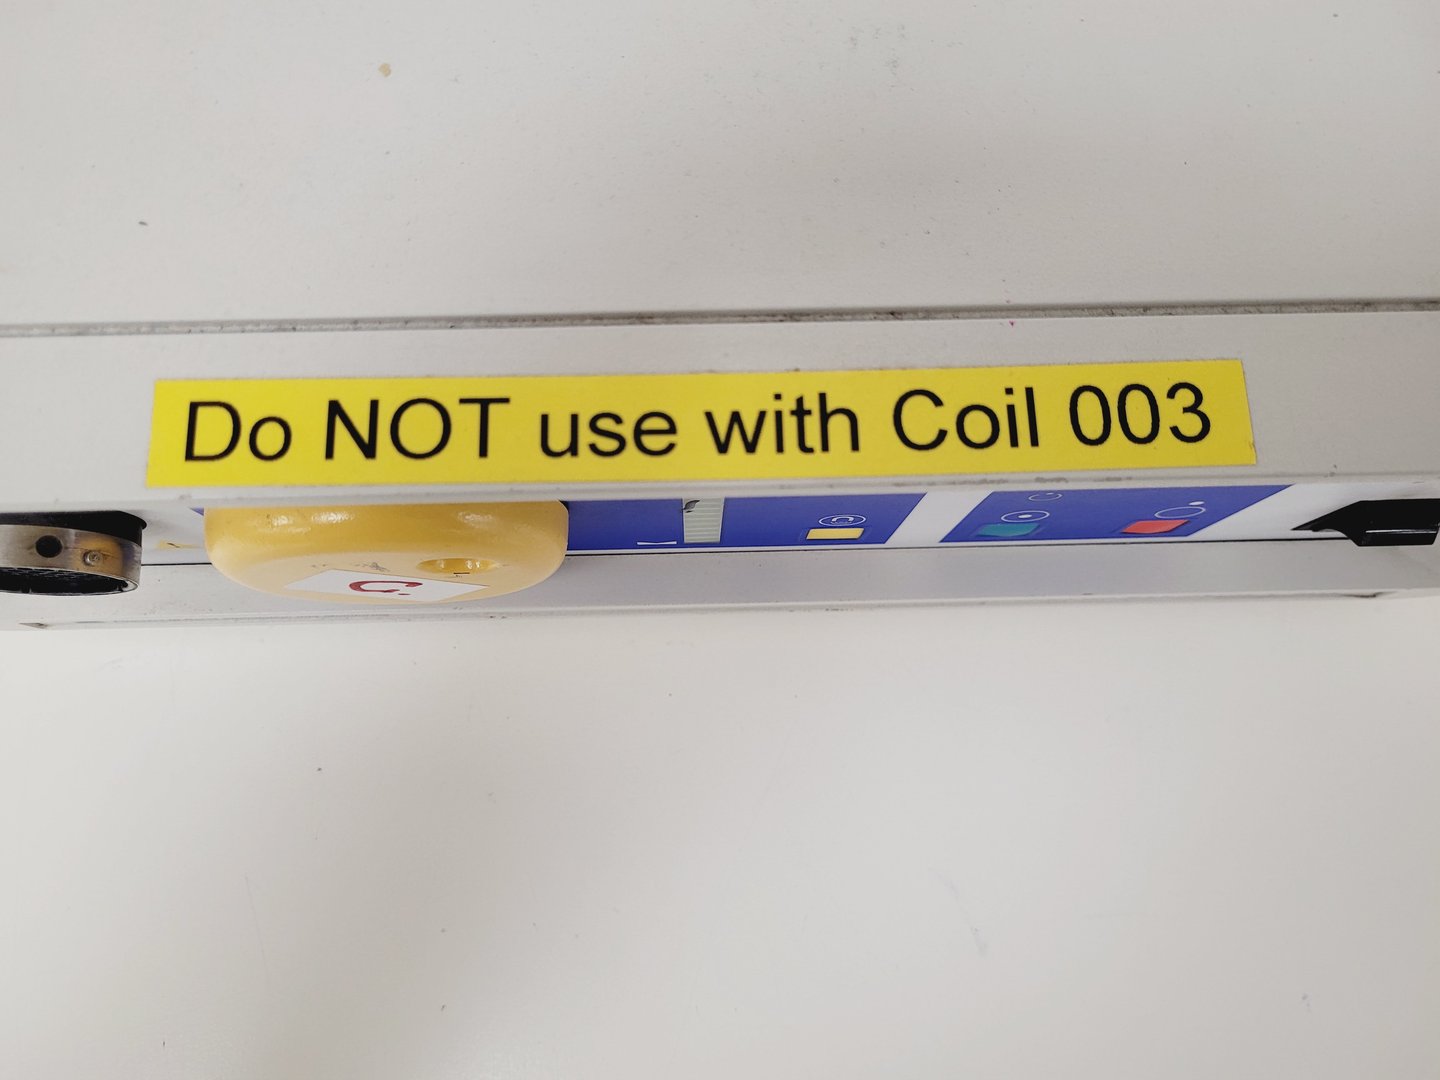 Do NOT use with Coil 003